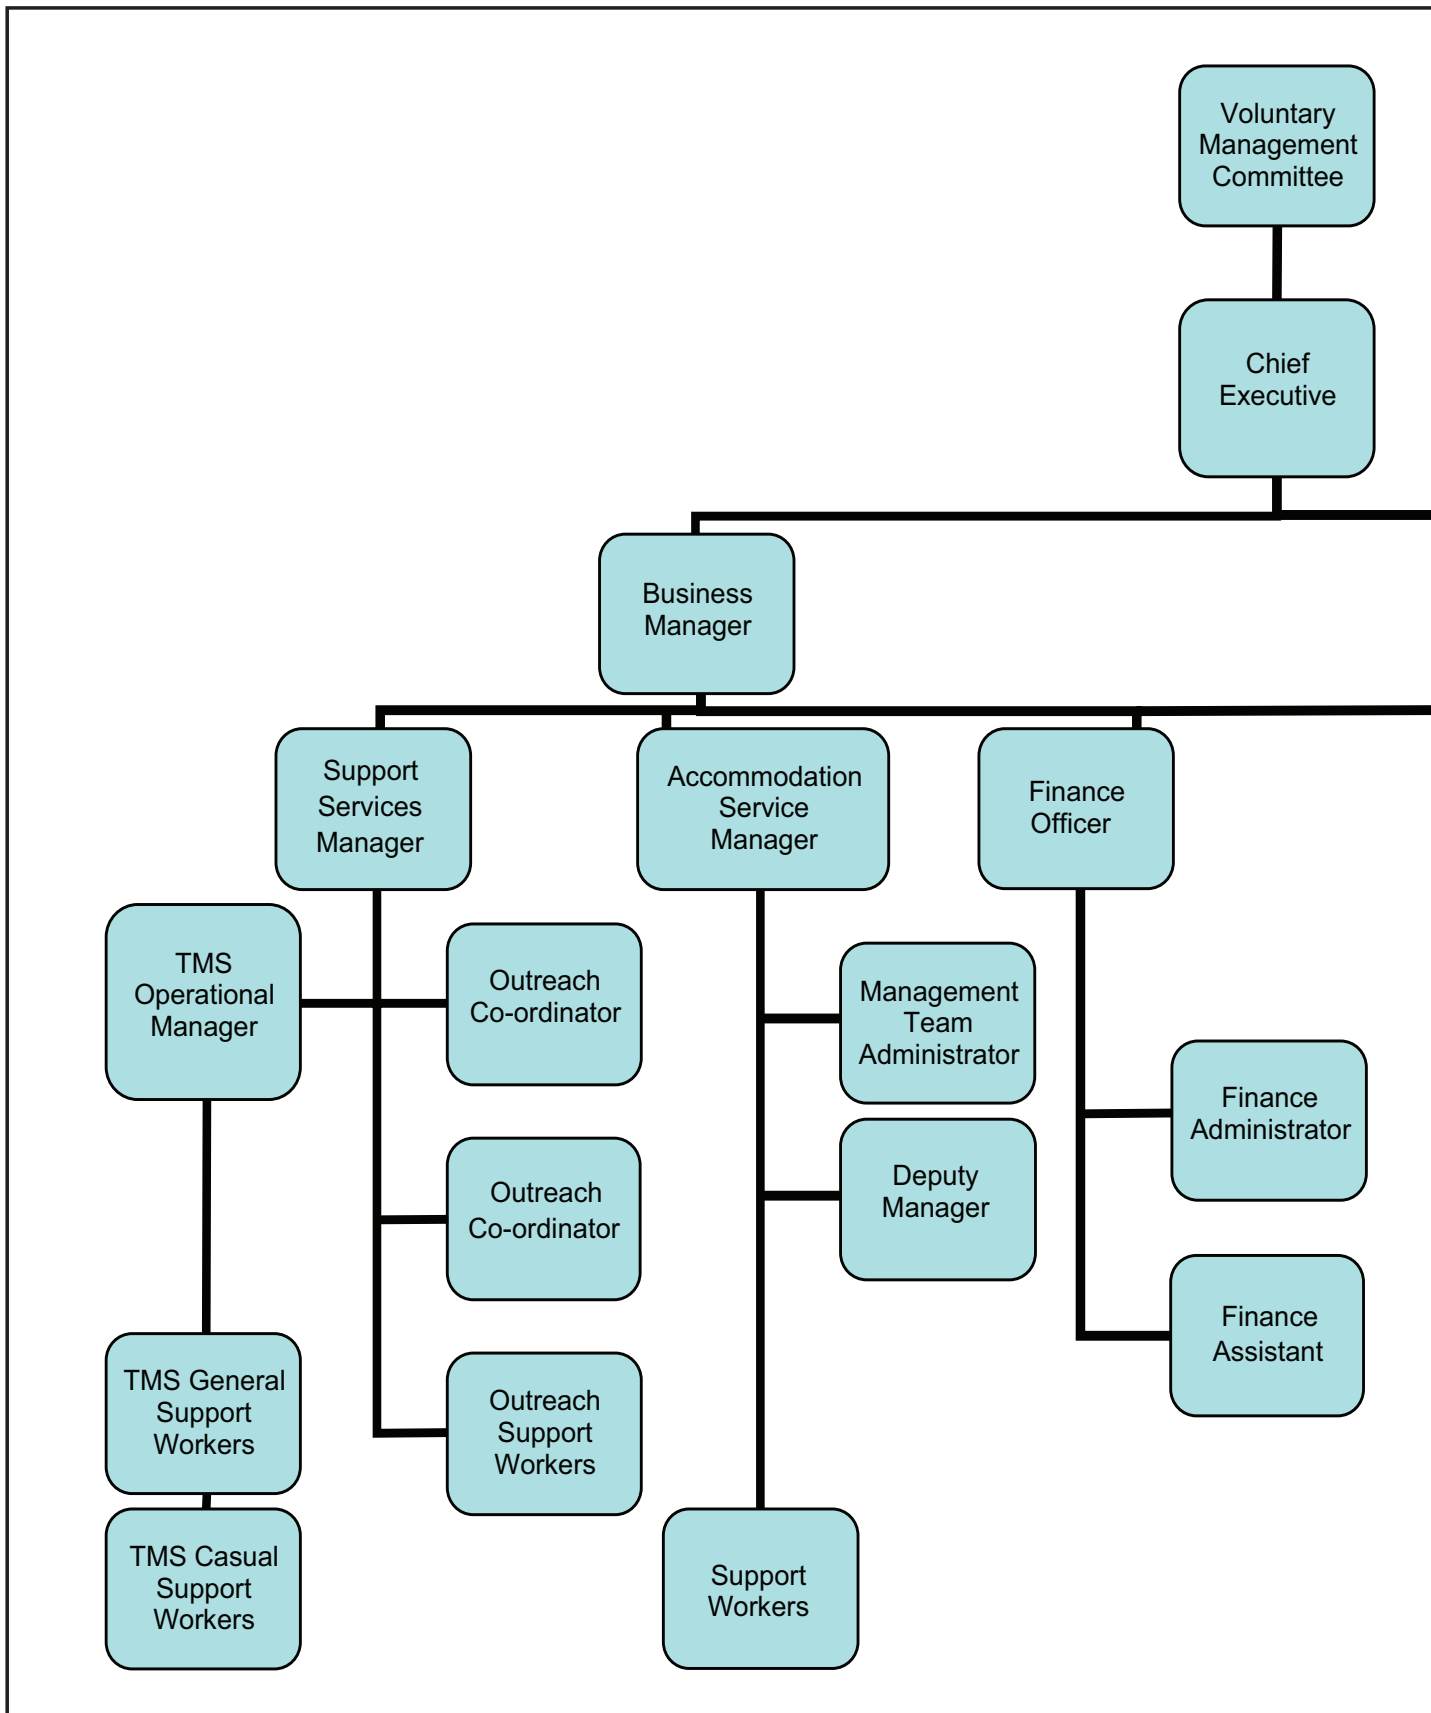 Voluntary
Management
Committee
Chief
Executive
Business
Manager
Support
Services
Manager
Accommodation
Service
Manager
Finance
Officer
TMS
Operational
Manager
Outreach
Co-ordinator
Management
Team
Administrator
Finance
Administrator
Outreach
Co-ordinator
Deputy
Manager
Finance
Assistant
TMS General
Support
Workers
Outreach
Support
Workers
TMS Casual
Support
Workers
Support
Workers